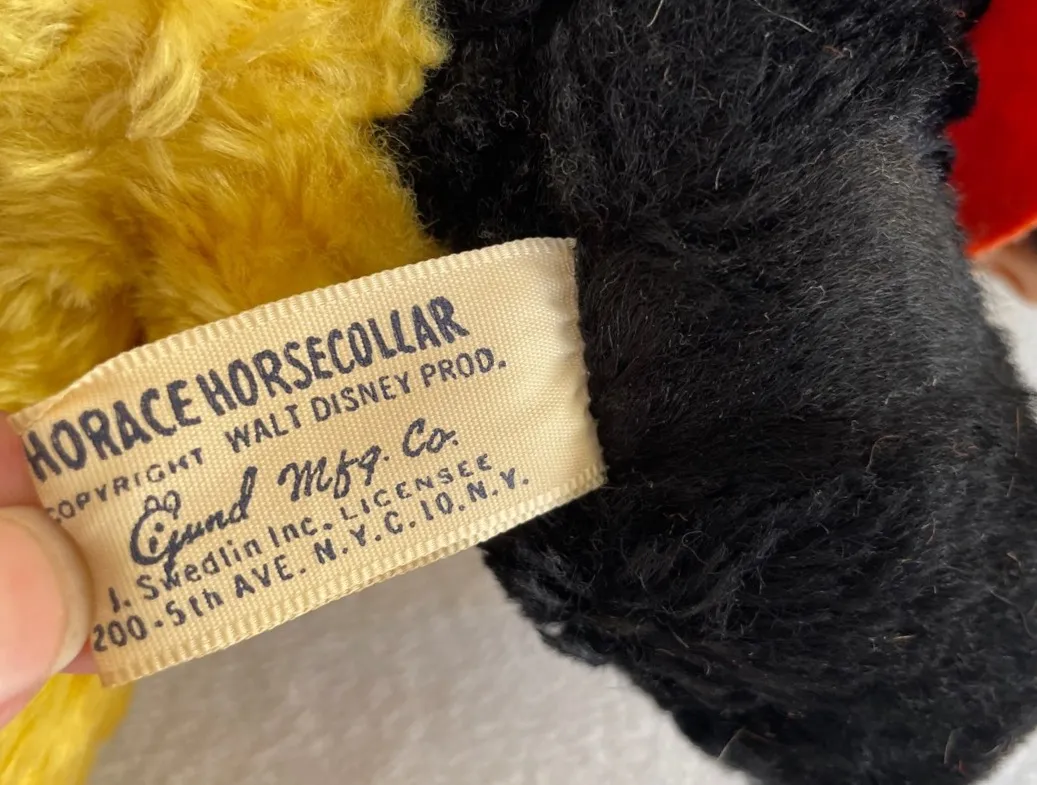 HORACE HORSECOLLAR
COPYRIGHT WALT DISNEY PROD.
Gund Mfg. Co.
J. Swedlin Inc. LICENSEE
200-5th AVE. N.Y.C.10.N.Y.